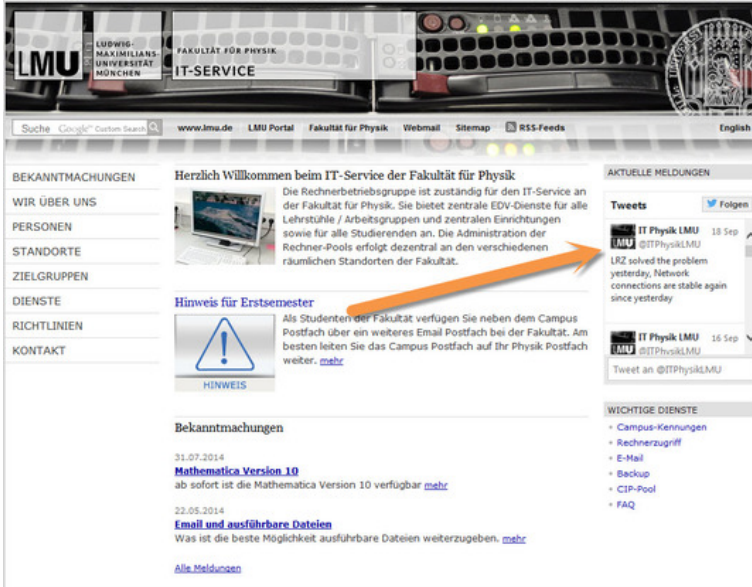 LMU
LUDWIG-
MAXIMILIANS-
UNIVERSITÄT
MÜNCHEN
FAKULTÄT FÜR PHYSIK
IT-SERVICE
Suche Google™ Custom Search
www.lmu.de LMU Portal Fakultät für Physik Webmail Sitemap RSS-Feeds English
BEKANNTMACHUNGEN
WIR ÜBER UNS
PERSONEN
STANDORTE
ZIELGRUPPEN
DIENSTE
RICHTLINIEN
KONTAKT
Herzlich Willkommen beim IT-Service der Fakultät für Physik
Die Rechnerbetriebsgruppe ist zuständig für den IT-Service an
der Fakultät für Physik. Sie bietet zentrale EDV-Dienste für alle
Lehrstühle / Arbeitsgruppen und zentralen Einrichtungen
sowie für alle Studierenden an. Die Administration der
Rechner-Pools erfolgt dezentral an den verschiedenen
räumlichen Standorten der Fakultät.
Hinweis für Erstsemester
Als Studenten der Fakultät verfügen Sie neben dem Campus
Postfach über ein weiteres Email Postfach bei der Fakultät. Am
besten leiten Sie das Campus Postfach auf Ihr Physik Postfach
weiter. mehr
HINWEIS
Bekanntmachungen
31.07.2014
Mathematica Version 10
ab sofort ist die Mathematica Version 10 verfügbar mehr
22.05.2014
Email und ausführbare Dateien
Was ist die beste Möglichkeit ausführbare Dateien weiterzugeben. mehr
Alle Meldungen
AKTUELLE MELDUNGEN
Tweets Folgen
IT Physik LMU 18 Sep
@ITPhysikLMU
LRZ solved the problem
yesterday, Network
connections are stable again
since yesterday
IT Physik LMU 16 Sep
@ITPhysikLMU
Tweet an @ITPhysikLMU
WICHTIGE DIENSTE
Campus-Kennungen
Rechnerzugriff
E-Mail
Backup
CIP-Pool
FAQ